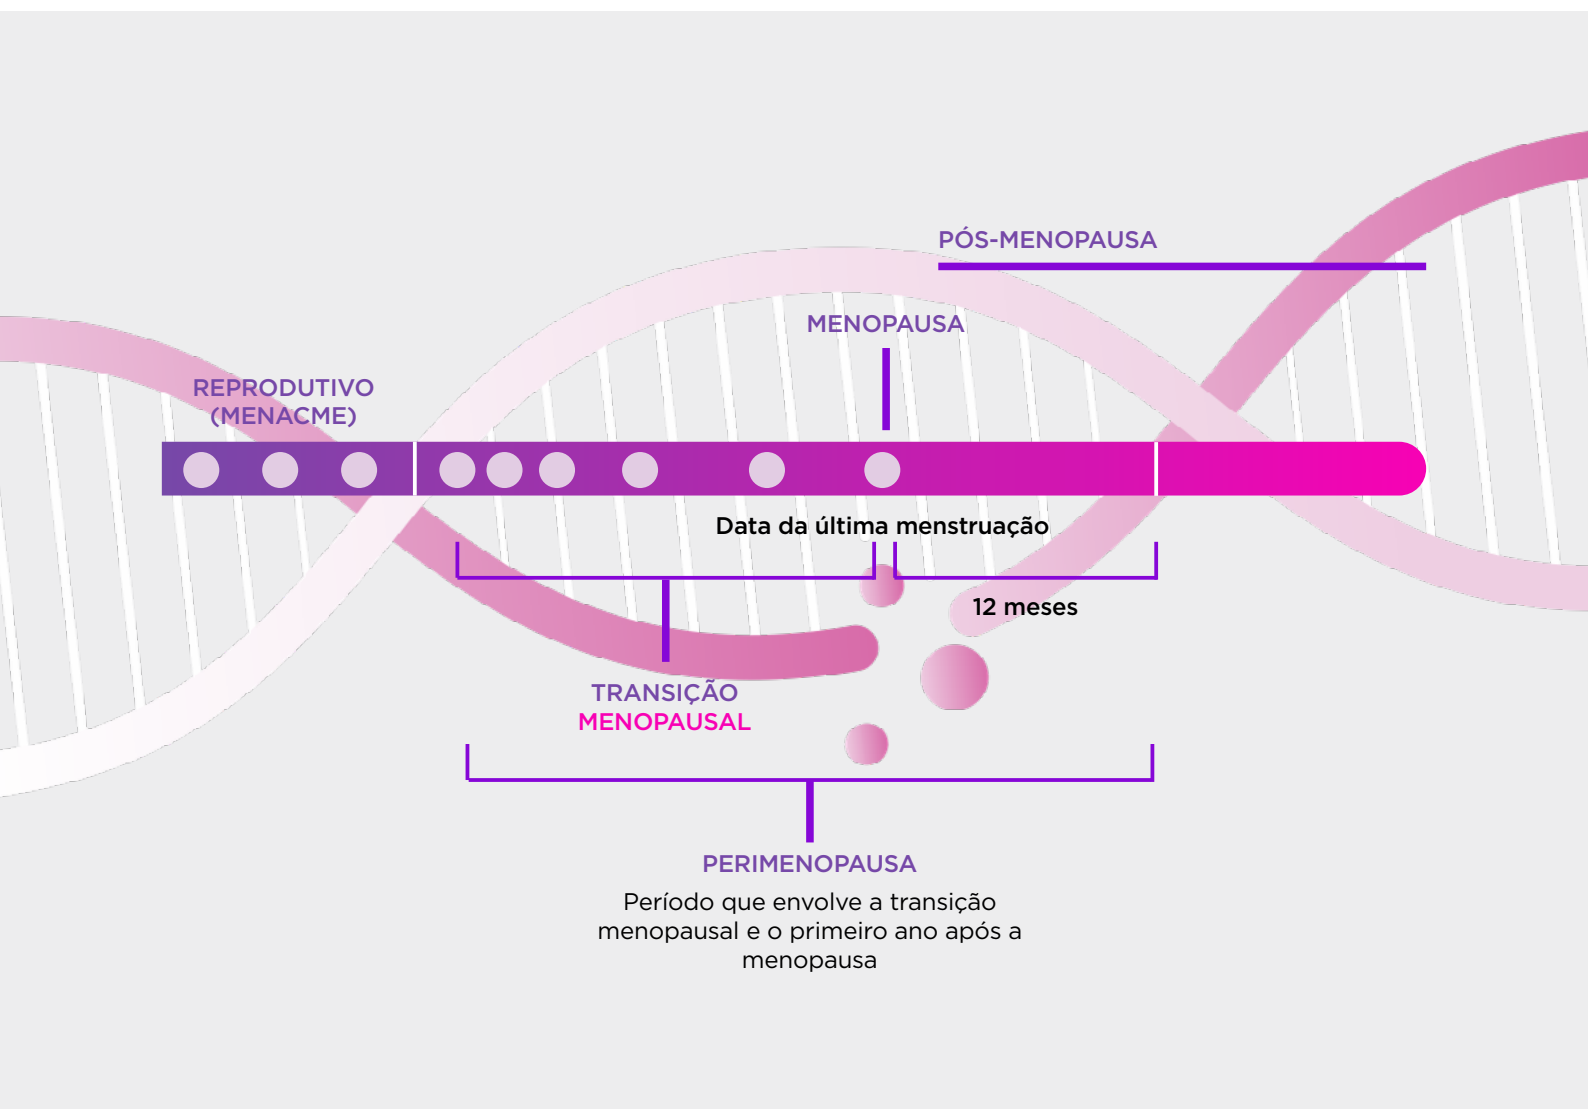 PÓS-MENOPAUSA
MENOPAUSA
REPRODUTIVO
(MENACME)
Data da última menstruação
12 meses
TRANSIÇÃO
MENOPAUSAL
PERIMENOPAUSA
Período que envolve a transição
menopausal e o primeiro ano após a
menopausa